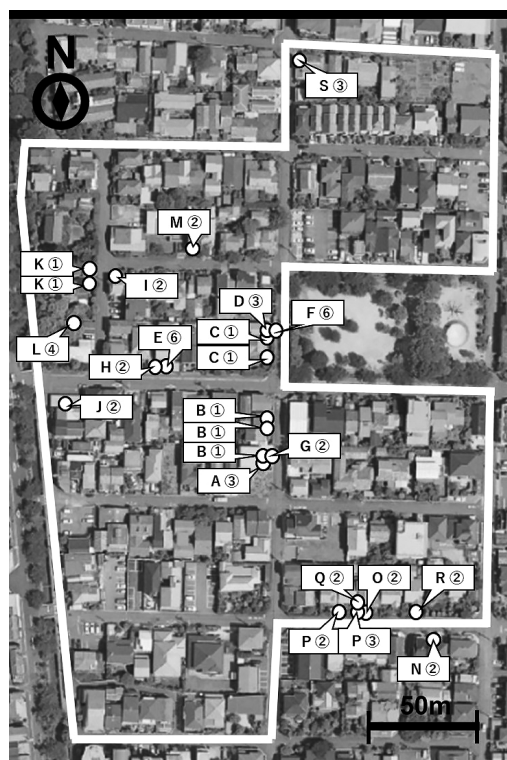 N
S ③
M ②
K ①
K ①
I ②
D ③
F ⑥
C ①
L ④
E ⑥
C ①
H ②
J ②
B ①
B ①
B ①
G ②
A ③
Q ②
O ②
R ②
P ②
P ③
N ②
50m